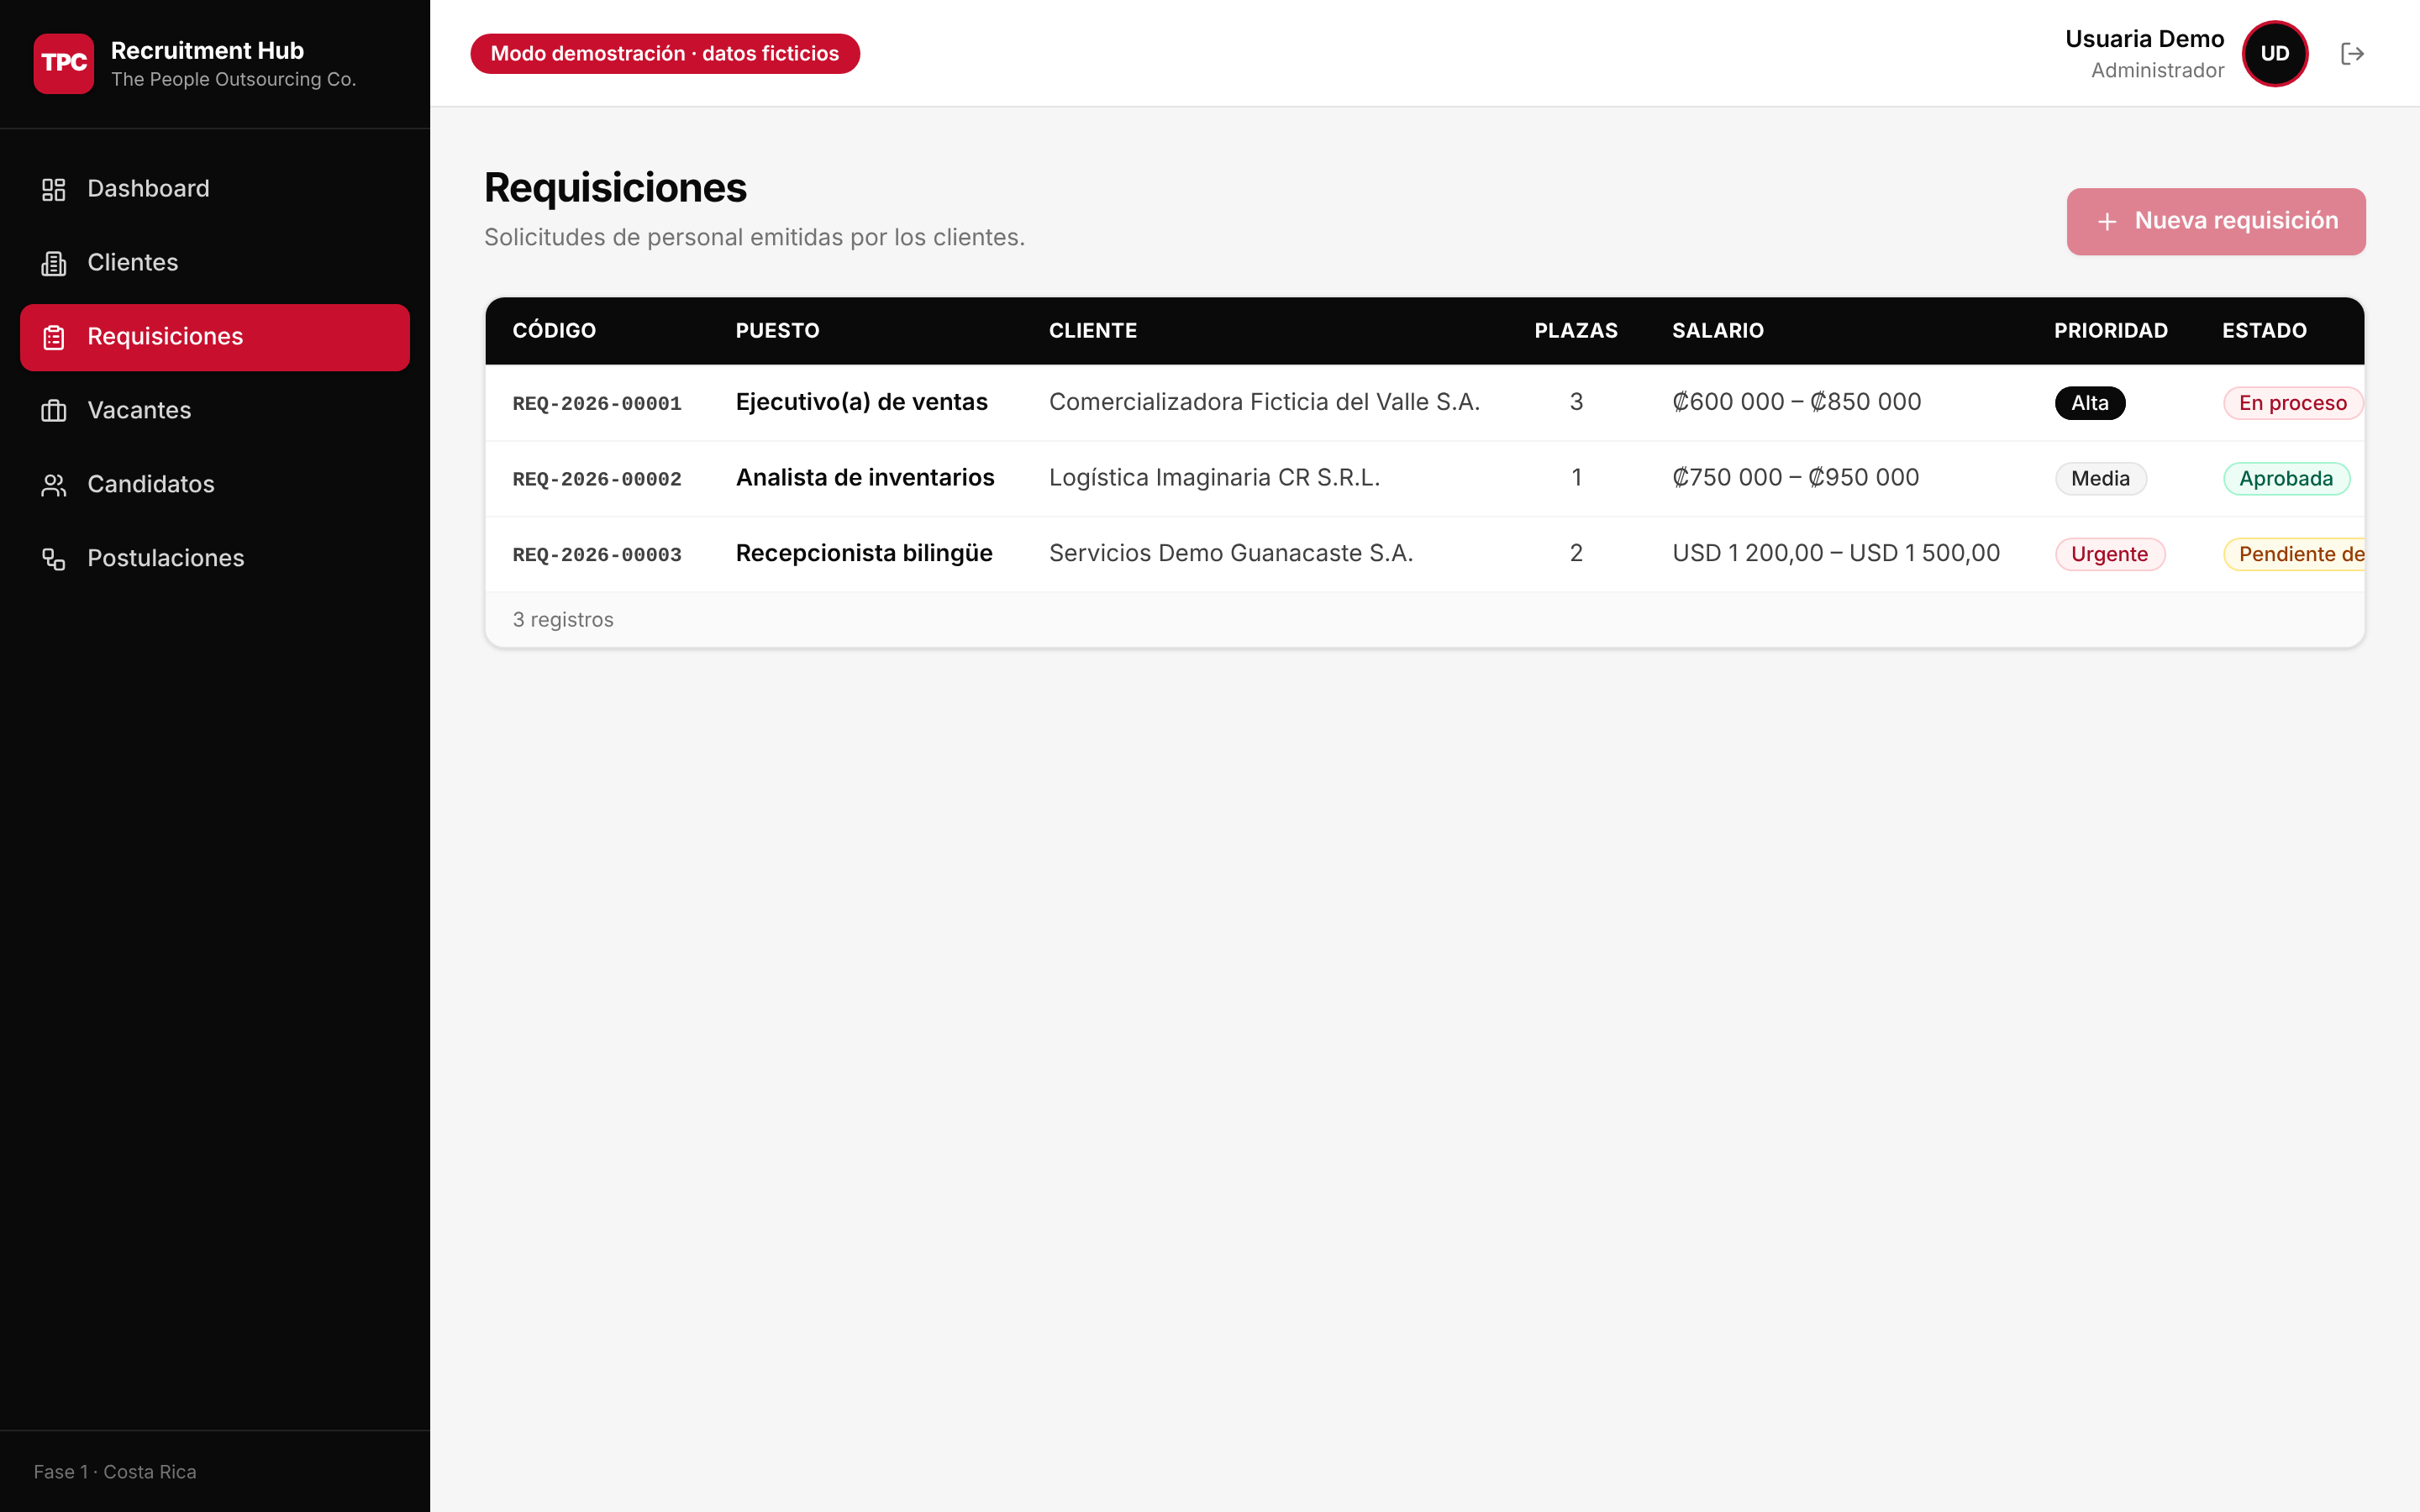 TPC
Recruitment Hub
The People Outsourcing Co.
Modo demostración · datos ficticios
Usuaria Demo
Administrador
UD
Dashboard
Clientes
Requisiciones
Vacantes
Candidatos
Postulaciones
Fase 1 · Costa Rica
Requisiciones
Solicitudes de personal emitidas por los clientes.
+ Nueva requisición
CÓDIGO PUESTO CLIENTE PLAZAS SALARIO PRIORIDAD ESTADO
REQ-2026-00001 Ejecutivo(a) de ventas Comercializadora Ficticia del Valle S.A. 3 ₡600 000 – ₡850 000 Alta En proceso
REQ-2026-00002 Analista de inventarios Logística Imaginaria CR S.R.L. 1 ₡750 000 – ₡950 000 Media Aprobada
REQ-2026-00003 Recepcionista bilingüe Servicios Demo Guanacaste S.A. 2 USD 1 200,00 – USD 1 500,00 Urgente Pendiente de
3 registros